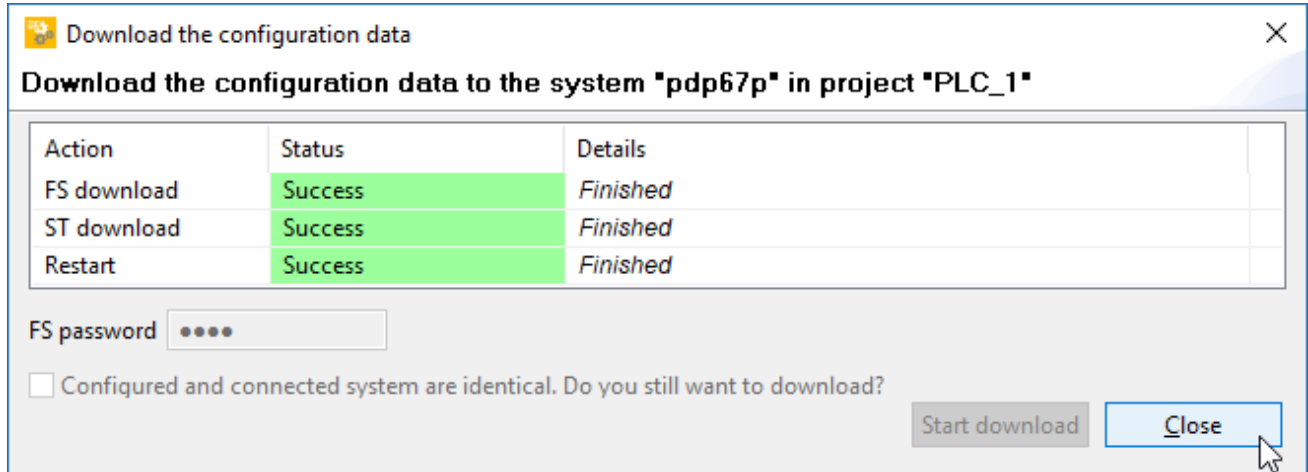 Download the configuration data
Download the configuration data to the system "pdp67p" in project "PLC_1"
Action Status Details
FS download Success Finished
ST download Success Finished
Restart Success Finished
FS password ●●●●
Configured and connected system are identical. Do you still want to download?
Start download Close